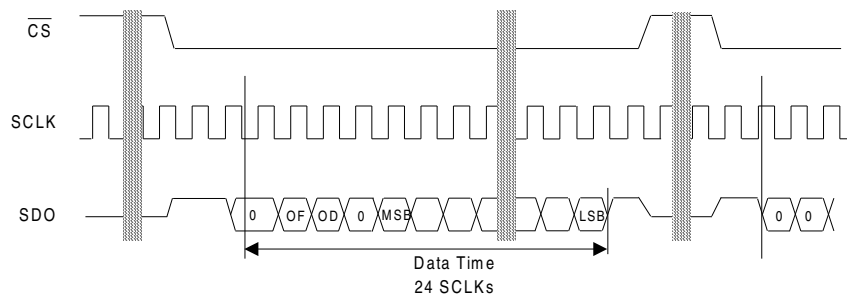 CS
SCLK
SDO
0 OF OD 0 MSB LSB 0 0
Data Time
24 SCLKs